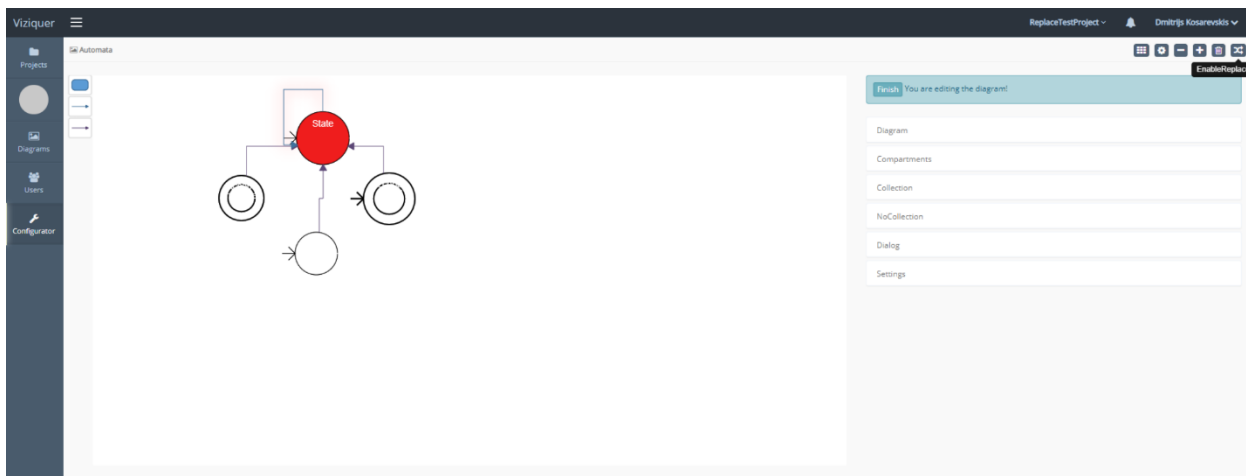 Viziquer
ReplaceTestProject
Dmitrijs Kosarevskis
Projects
Diagrams
Users
Configurator
Automata
EnableReplac
State
Finish You are editing the diagram!
Diagram
Compartments
Collection
NoCollection
Dialog
Settings